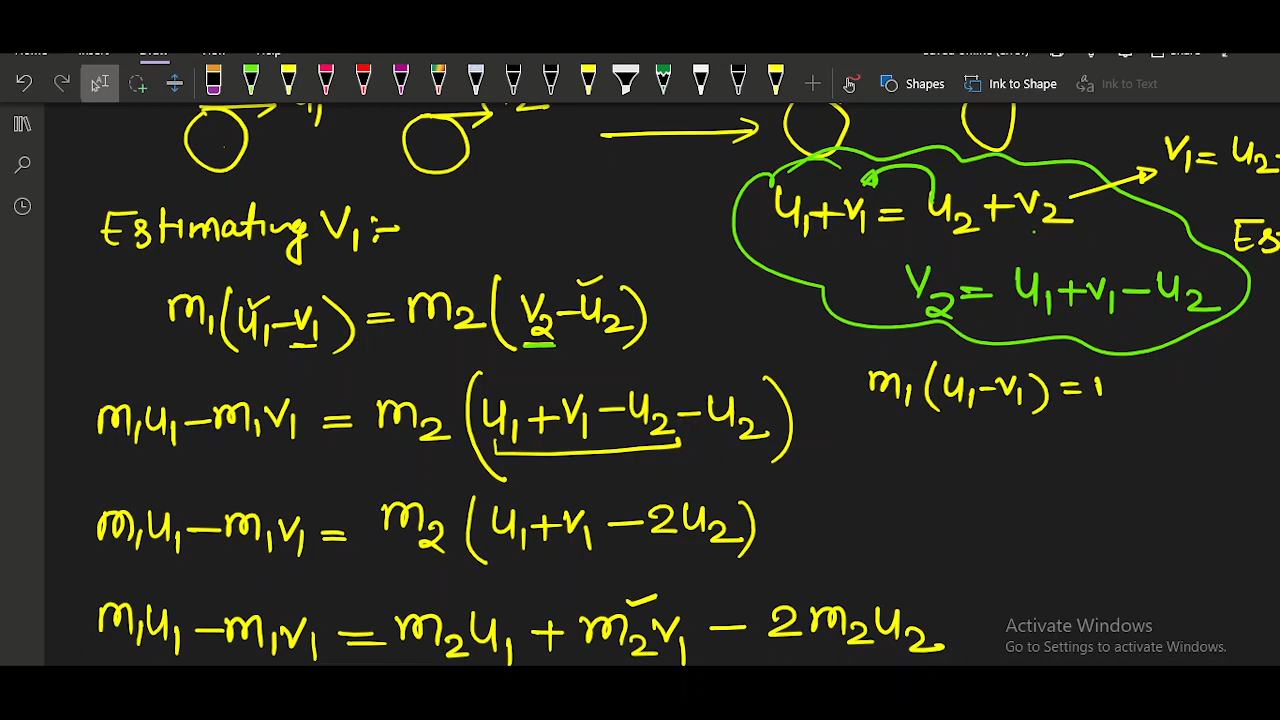 Shapes
Ink to Shape
Ink to Text
Estimating V₁ :-
m₁(u₁-v₁) = m₂(v₂-u₂)
m₁u₁-m₁v₁ = m₂(u₁+v₁-u₂-u₂)
m₁u₁-m₁v₁ = m₂(u₁+v₁-2u₂)
m₁u₁-m₁v₁ = m₂u₁ + m₂v₁ - 2m₂u₂
u₁+v₁ = u₂+v₂
v₁= u₂
V₂ = u₁+v₁-u₂
m₁(u₁-v₁) =
Activate Windows
Go to Settings to activate Windows.